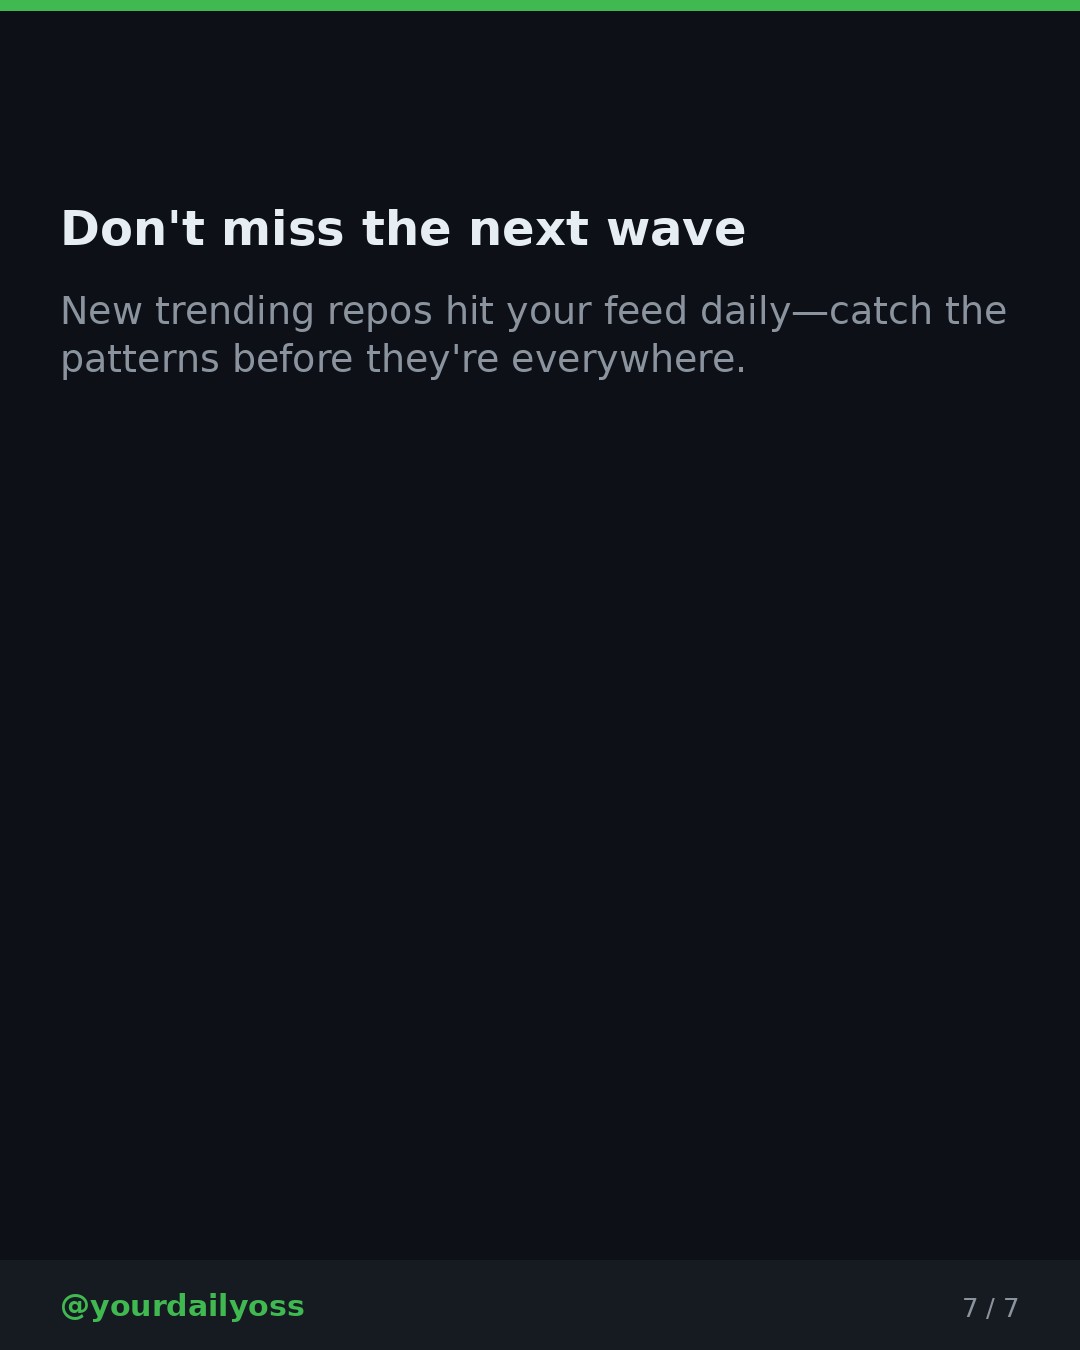 Don't miss the next wave
New trending repos hit your feed daily—catch the
patterns before they're everywhere.
@yourdailyoss
7 / 7